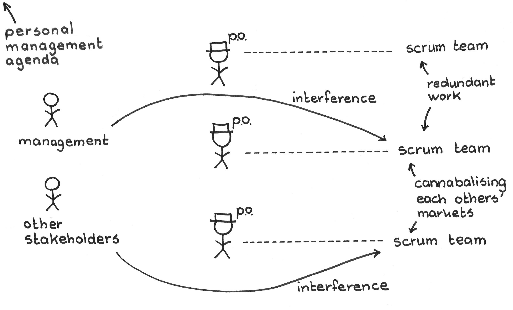 personal
management
agenda
p.o.
scrum team
redundant
work
interference
management
p.o.
scrum team
cannabalising
each others'
markets
other
stakeholders
p.o.
scrum team
interference